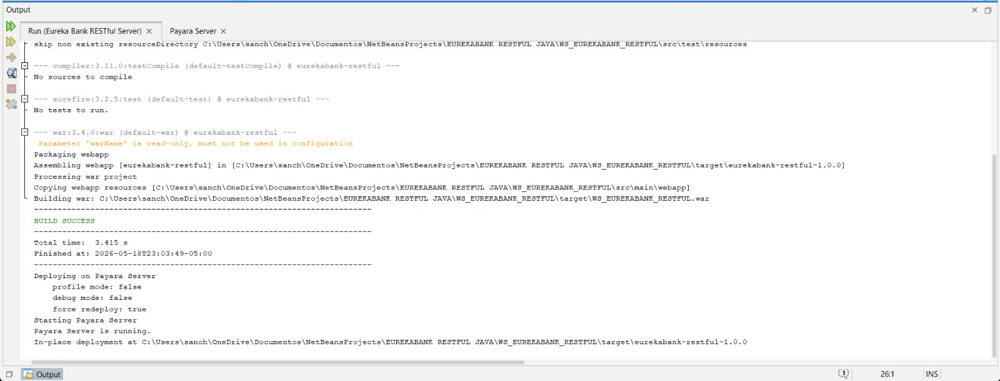 Output
Run (Eureka Bank RESTful Server)
Payara Server
skip non existing resourceDirectory C:\Users\sanch\OneDrive\Documentos\NetBeansProjects\EUREKABANK RESTFUL JAVA\WS_EUREKABANK_RESTFUL\src\test\resources
--- compiler:3.11.0:testCompile (default-testCompile) @ eurekabank-restful ---
No sources to compile
--- surefire:3.2.5:test (default-test) @ eurekabank-restful ---
No tests to run.
--- war:3.4.0:war (default-war) @ eurekabank-restful ---
Parameter 'warName' is read-only, must not be used in configuration
Packaging webapp
Assembling webapp [eurekabank-restful] in [C:\Users\sanch\OneDrive\Documentos\NetBeansProjects\EUREKABANK RESTFUL JAVA\WS_EUREKABANK_RESTFUL\target\eurekabank-restful-1.0.0]
Processing war project
Copying webapp resources [C:\Users\sanch\OneDrive\Documentos\NetBeansProjects\EUREKABANK RESTFUL JAVA\WS_EUREKABANK_RESTFUL\src\main\webapp]
Building war: C:\Users\sanch\OneDrive\Documentos\NetBeansProjects\EUREKABANK RESTFUL JAVA\WS_EUREKABANK_RESTFUL\target\WS_EUREKABANK_RESTFUL.war
------------------------------------------------------------------------
BUILD SUCCESS
------------------------------------------------------------------------
Total time:  3.415 s
Finished at: 2026-05-18T23:03:49-05:00
------------------------------------------------------------------------
Deploying on Payara Server
    profile mode: false
    debug mode: false
    force redeploy: true
Starting Payara Server
Payara Server is running.
In-place deployment at C:\Users\sanch\OneDrive\Documentos\NetBeansProjects\EUREKABANK RESTFUL JAVA\WS_EUREKABANK_RESTFUL\target\eurekabank-restful-1.0.0
Output
1
26:1
INS